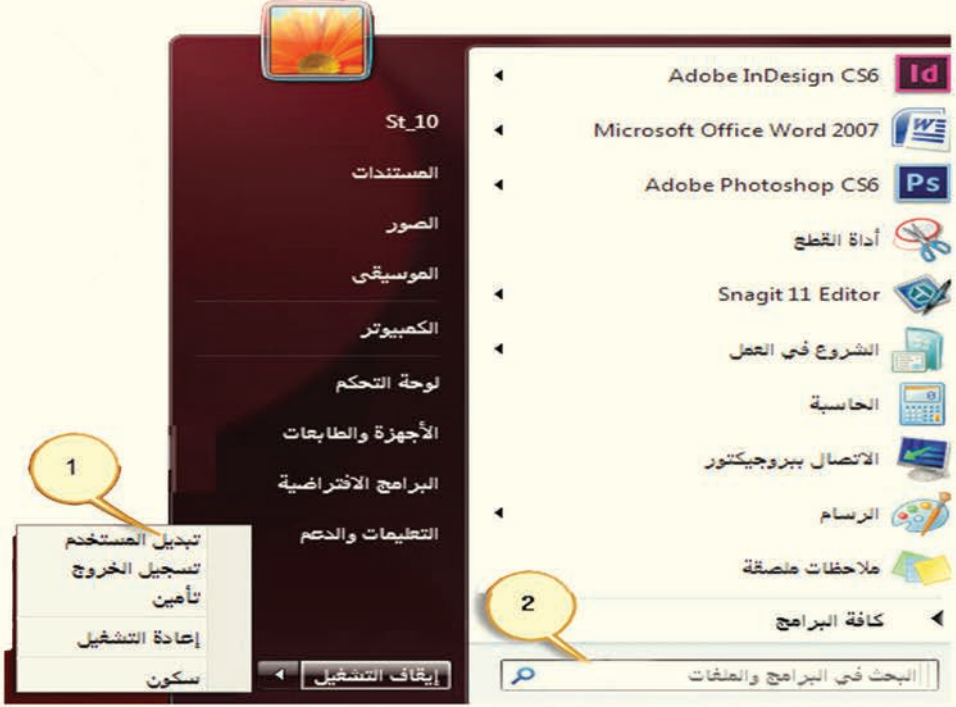 Adobe InDesign CS6
Id
Microsoft Office Word 2007
W
Adobe Photoshop CS6
Ps
أداة القطع
Snagit 11 Editor
الشروع في العمل
الحاسبة
الاتصال ببروجيكتور
الرسام
ملاحظات ملصقة
كافة البرامج
2
البحث في البرامج والملفات
St_10
المستندات
الصور
الموسيقى
الكمبيوتر
لوحة التحكم
الأجهزة والطابعات
البرامج الافتراضية
التعليمات والدعم
إيقاف التشغيل
1
تبديل المستخدم
تسجيل الخروج
تأمين
إعادة التشغيل
سكون